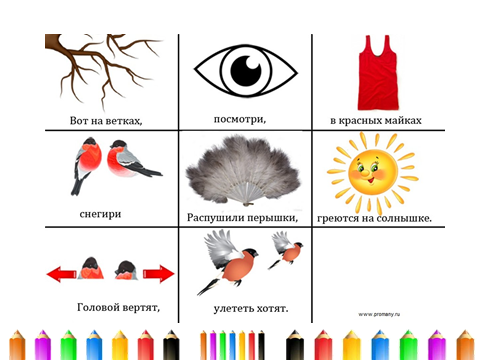 Вот на ветках,
посмотри,
в красных майках
снегири
Распушили перышки,
греются на солнышке.
Головой вертят,
улететь хотят.
www.promany.ru